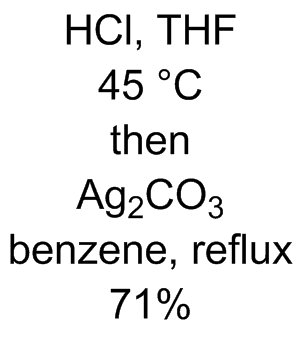 HCl, THF
45 °C
then
Ag₂CO₃
benzene, reflux
71%